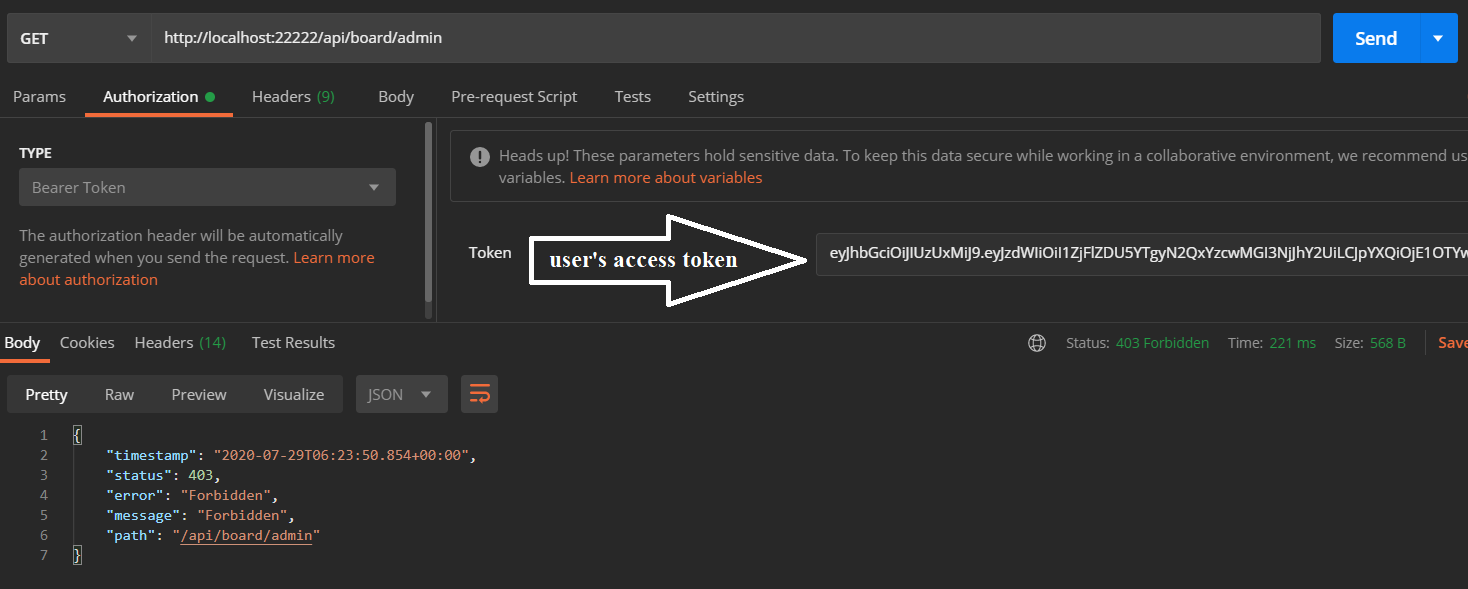 GET http://localhost:22222/api/board/admin Send
Params Authorization Headers (9) Body Pre-request Script Tests Settings
TYPE
Bearer Token
The authorization header will be automatically
generated when you send the request. Learn more
about authorization
Heads up! These parameters hold sensitive data. To keep this data secure while working in a collaborative environment, we recommend us
variables. Learn more about variables
Token user's access token eyJhbGciOiJIUzUxMiJ9.eyJzdWIiOiI1ZjFlZDU5YTgyN2QxYzcwMGI3NjJhY2UiLCJpYXQiOjE1OTYw
Body Cookies Headers (14) Test Results Status: 403 Forbidden Time: 221 ms Size: 568 B Save
Pretty Raw Preview Visualize JSON
1 {
2 "timestamp": "2020-07-29T06:23:50.854+00:00",
3 "status": 403,
4 "error": "Forbidden",
5 "message": "Forbidden",
6 "path": "/api/board/admin"
7 }